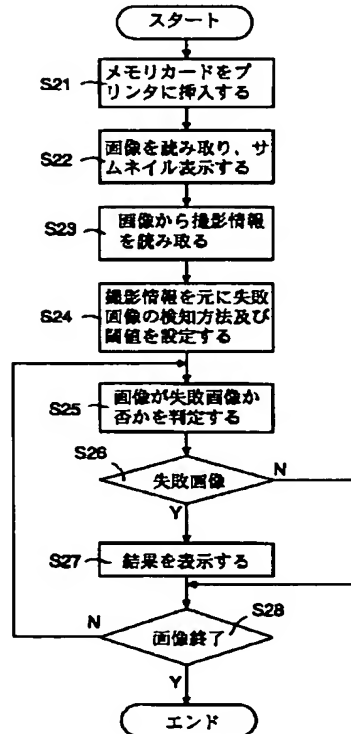 スタート
S21
メモリカードをプ
リンタに挿入する
S22
画像を読み取り、サ
ムネイル表示する
S23
画像から撮影情報
を読み取る
S24
撮影情報を元に失敗
画像の検知方法及び
閾値を設定する
S25
画像が失敗画像か
否かを判定する
S26
失敗画像
N
Y
S27
結果を表示する
S28
N
画像終了
Y
エンド